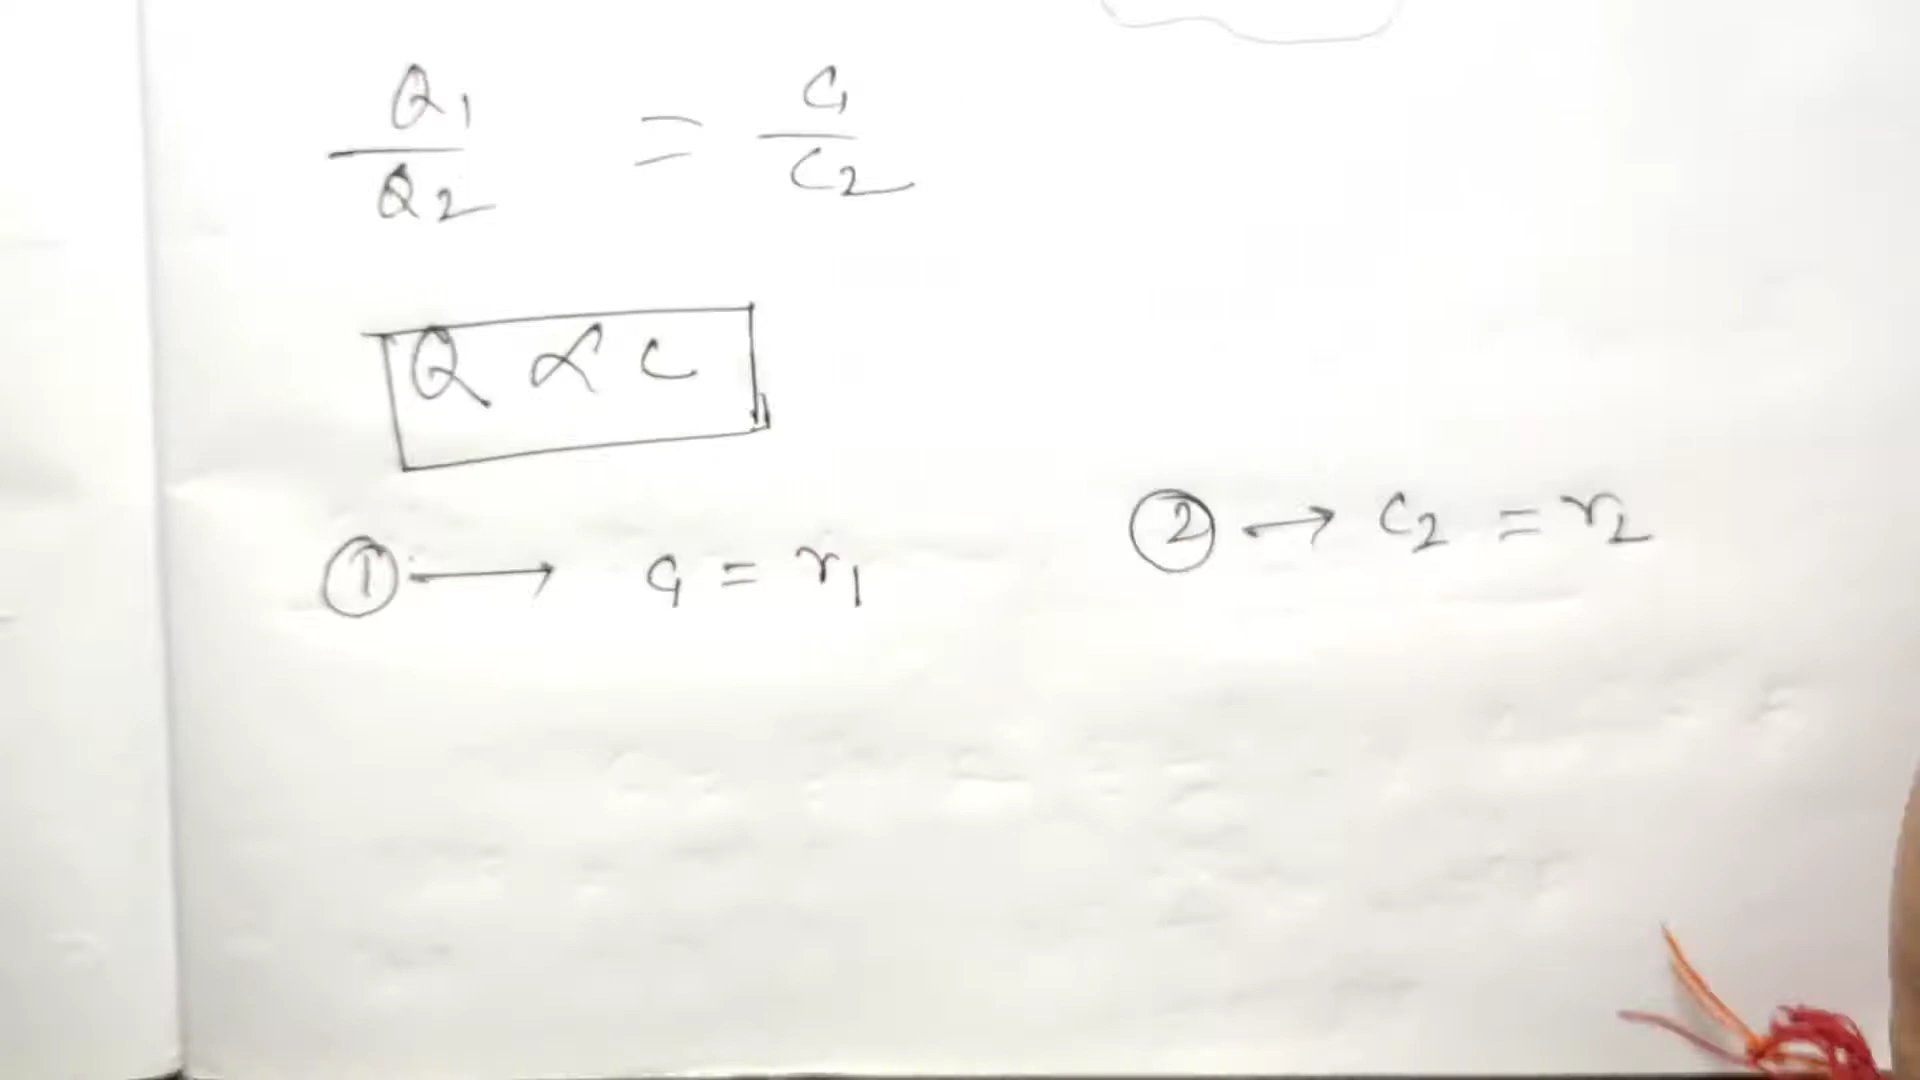 Q1/Q2 = C1/C2
Q ∝ C
① → C1 = r1
② → C2 = r2